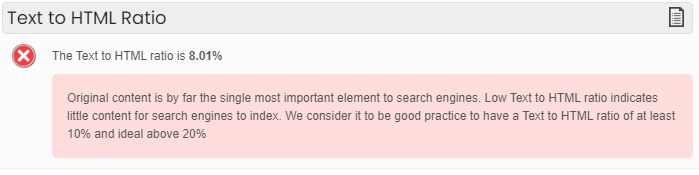 Text to HTML Ratio
The Text to HTML ratio is 8.01%
Original content is by far the single most important element to search engines. Low Text to HTML ratio indicates
little content for search engines to index. We consider it to be good practice to have a Text to HTML ratio of at least
10% and ideal above 20%